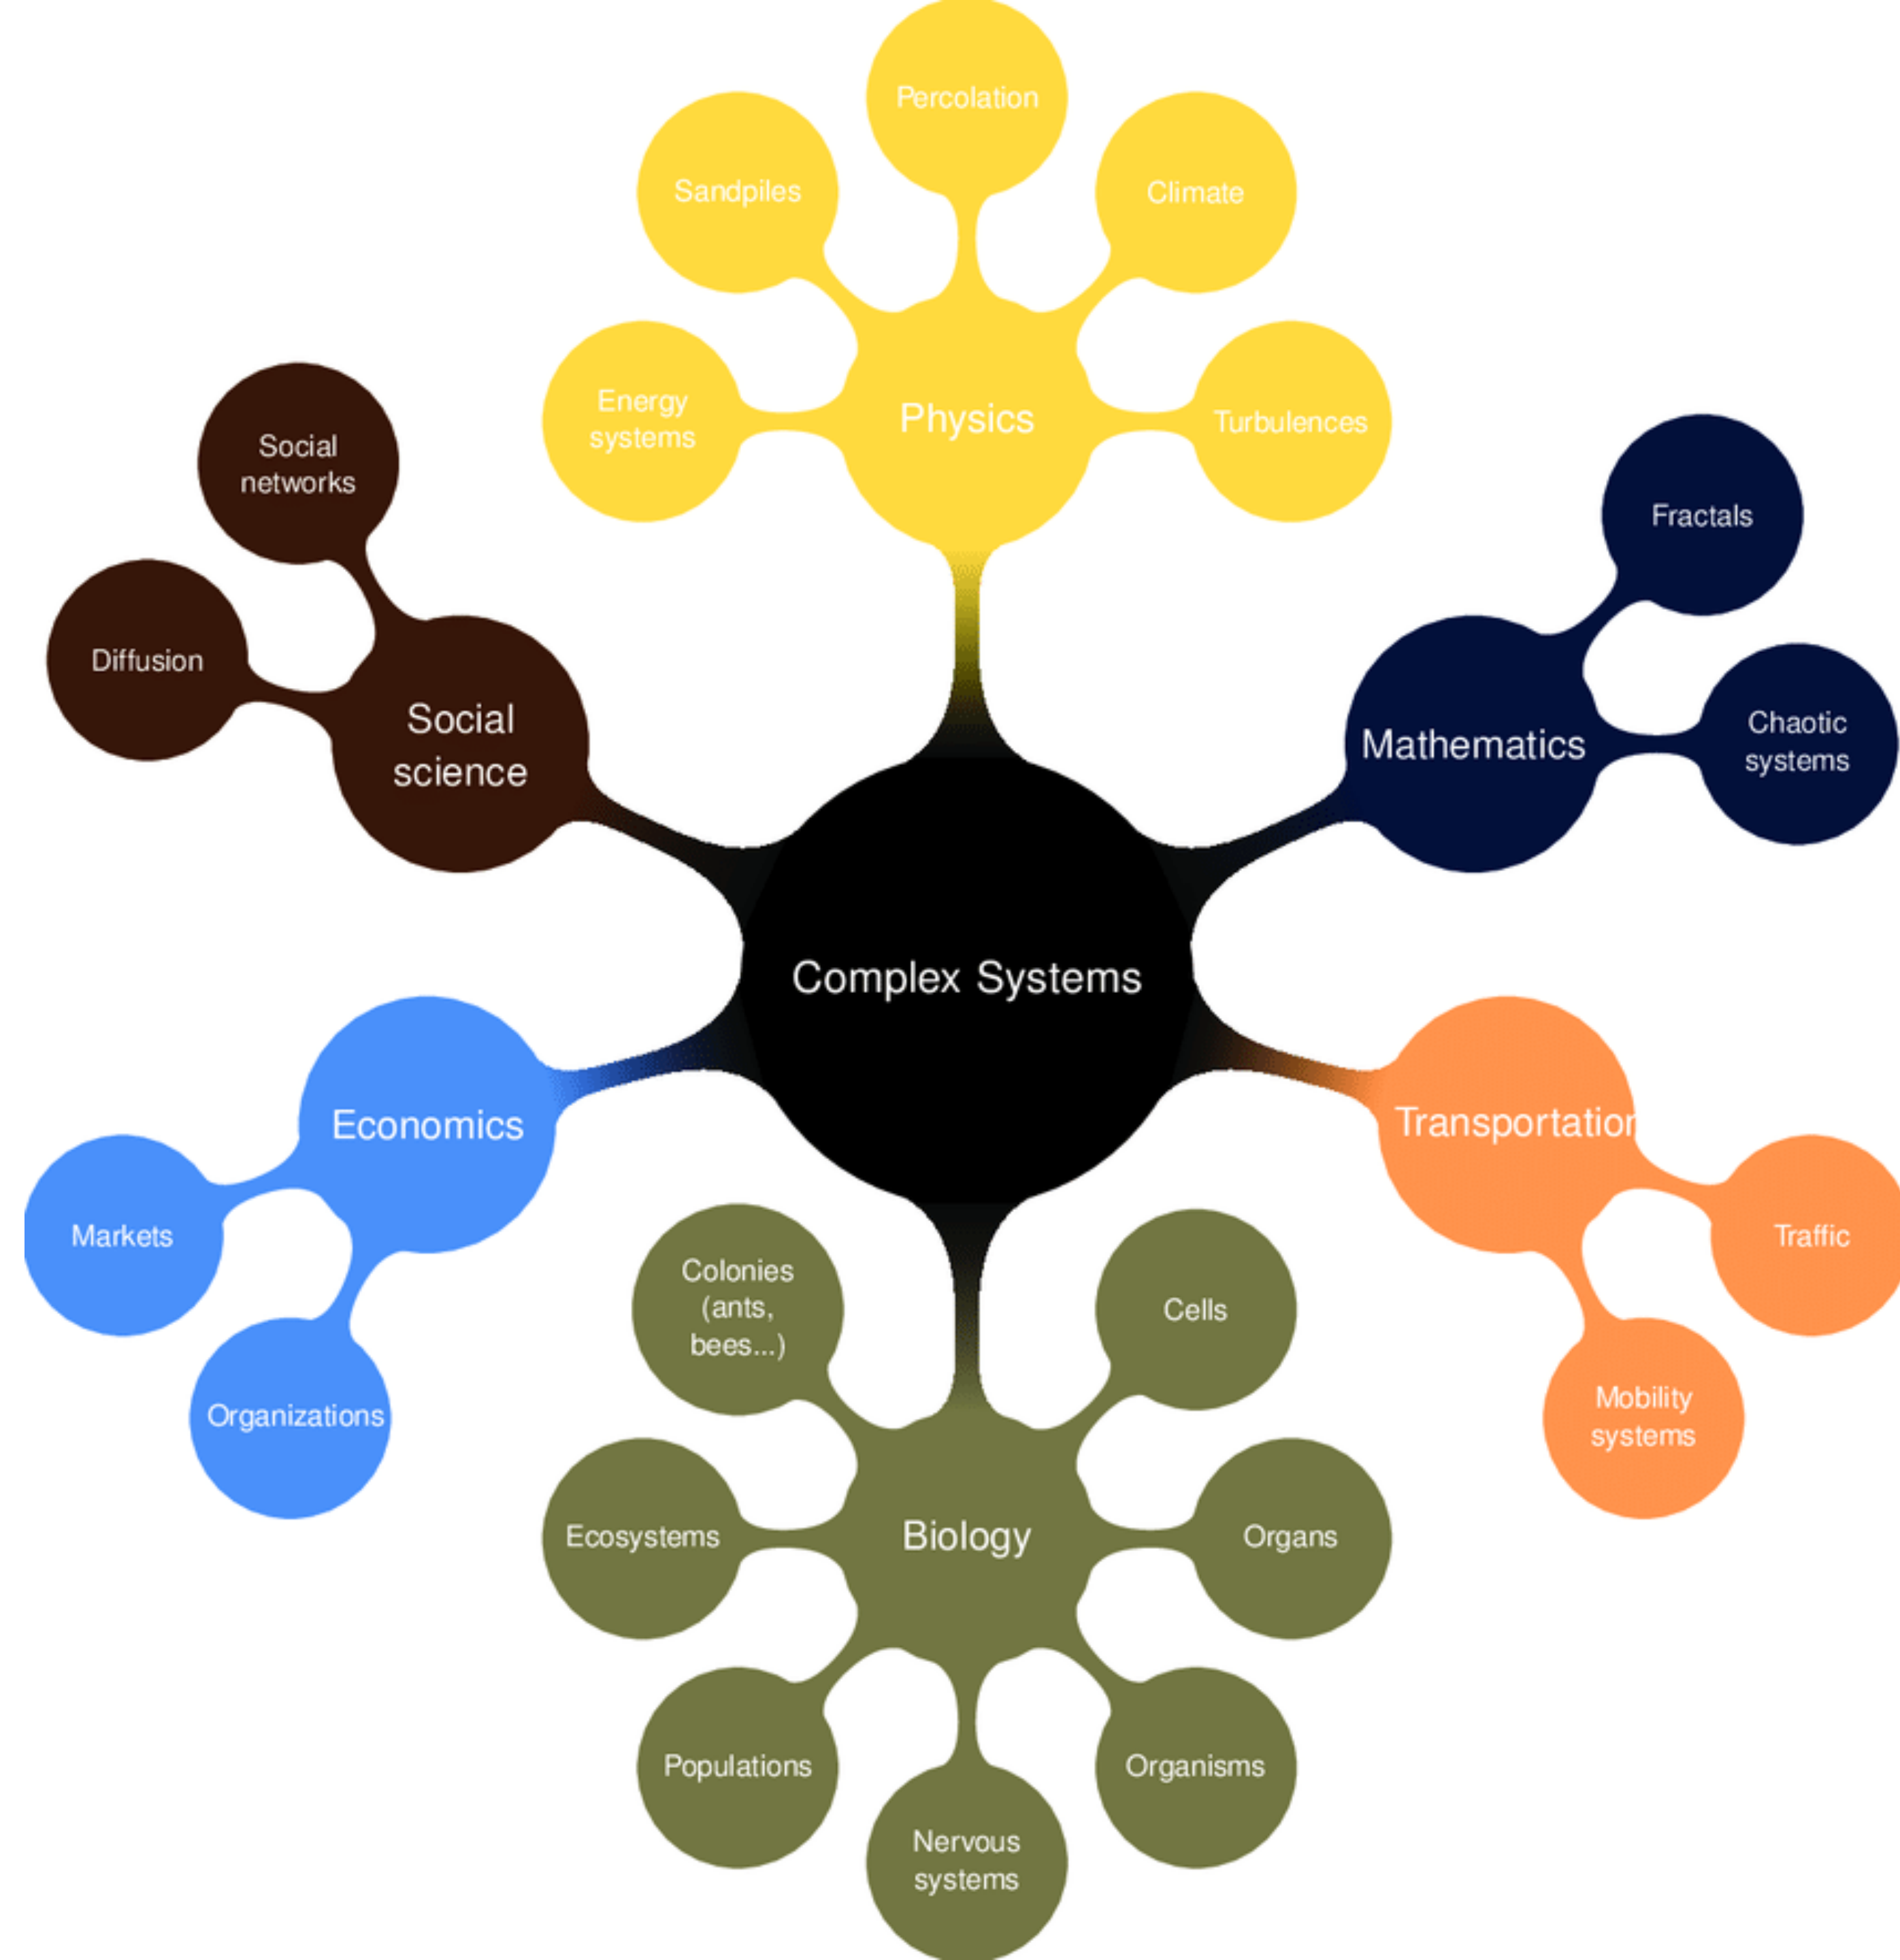 Percolation
Sandpiles
Climate
Energy
systems
Physics
Turbulences
Social
networks
Fractals
Diffusion
Social
science
Mathematics
Chaotic
systems
Complex Systems
Economics
Transportation
Markets
Traffic
Colonies
(ants,
bees...)
Cells
Organizations
Mobility
systems
Ecosystems
Biology
Organs
Populations
Organisms
Nervous
systems